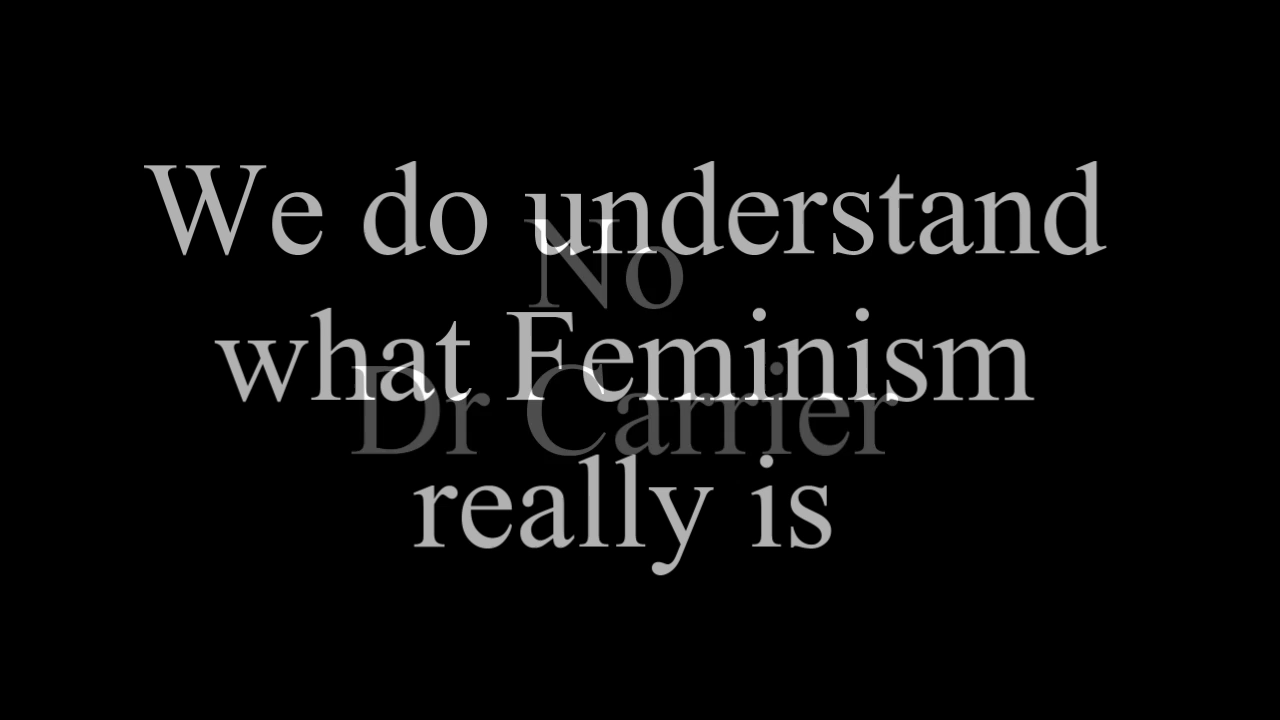 We do understand
No
what Feminism
Dr Carrier
really is